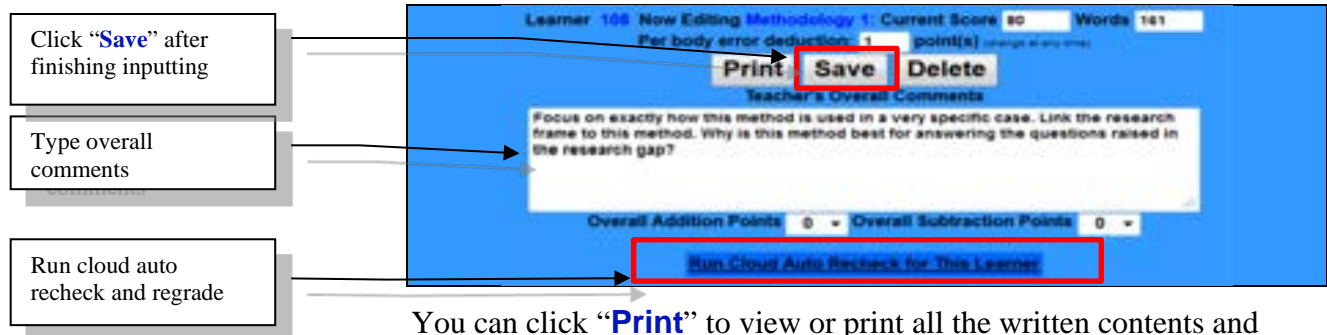 Click “Save” after
finishing inputting
Type overall
comments
comments
Run cloud auto
recheck and regrade
Learner 108 Now Editing Methodology 1: Current Score 80 Words 161
Per body error deduction: 1 point(s) (change at any time)
Print Save Delete
Teacher's Overall Comments
Focus on exactly how this method is used in a very specific case. Link the research
frame to this method. Why is this method best for answering the questions raised in
the research gap?
Overall Addition Points 0 Overall Subtraction Points 0
Run Cloud Auto Recheck for This Learner
You can click “Print” to view or print all the written contents and